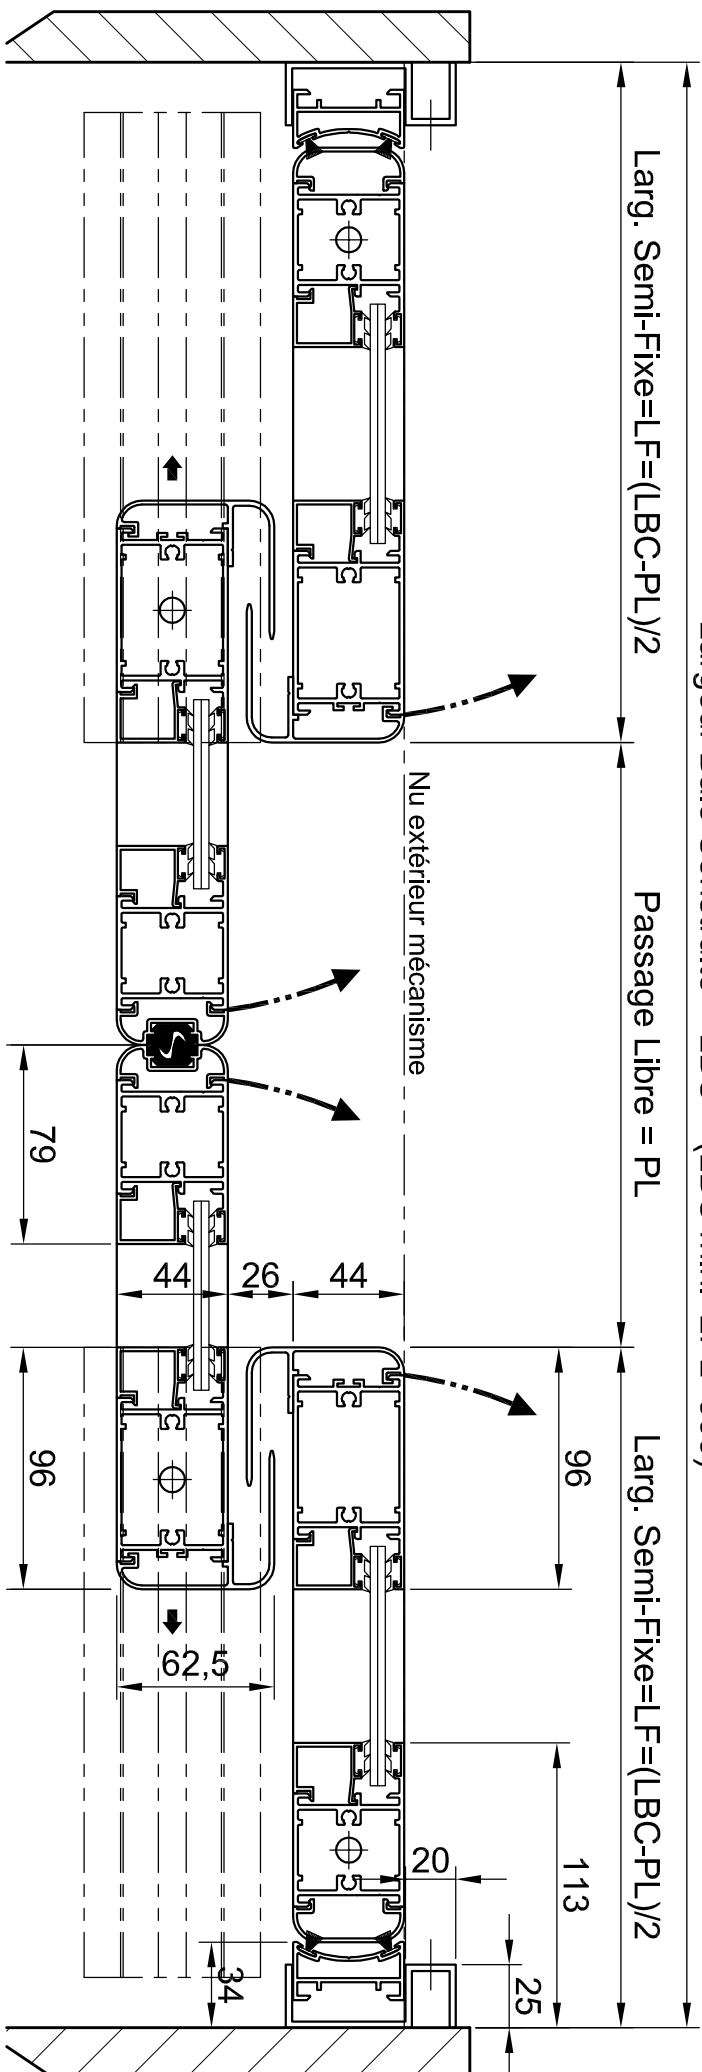 Larg. Semi-Fixe=LF=(LBC-PL)/2
Passage Libre = PL
Larg. Semi-Fixe=LF=(LBC-PL)/2
Nu extérieur mécanisme
79
44
26
44
96
96
62,5
20
113
34
25